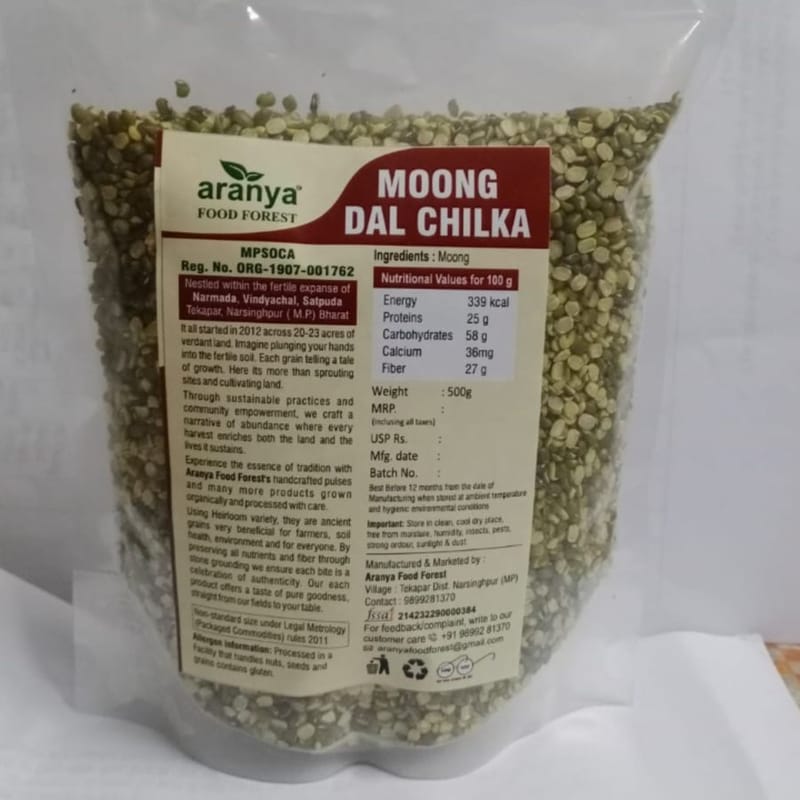 aranya
FOOD FOREST
MOONG
DAL CHILKA
MPSOCA
Reg. No. ORG-1907-001762
Nestled within the fertile expanse of
Narmada, Vindyachal, Satpuda
Tekapar, Narsinghpur ( M.P) Bharat
It all started in 2012 across 20-23 acres of
verdant land. Imagine plunging your hands
into the fertile soil. Each grain telling a tale
of growth. Here its more than sprouting
sites and cultivating land.
Through sustainable practices and
community empowerment, we craft a
narrative of abundance where every
harvest enriches both the land and the
lives it sustains.
Experience the essence of tradition with
Aranya Food Forest's handcrafted pulses
and many more products grown
organically and processed with care.
Using Heirloom variety, they are ancient
grains very beneficial for farmers, soil
health, environment and for everyone. By
preserving all nutrients and fiber through
stone grounding we ensure each bite is a
celebration of authenticity. Our each
product offers a taste of pure goodness,
straight from our fields to your table.
Non-standard size under Legal Metrology
(Packaged Commodities) rules 2011
Allergen Information: Processed in a
Facility that handles nuts, seeds and
grains contains gluten.
Ingredients : Moong
Nutritional Values for 100 g
Energy 339 kcal
Proteins 25 g
Carbohydrates 58 g
Calcium 36mg
Fiber 27 g
Weight : 500g
MRP. :
(Including all taxes)
USP Rs. :
Mfg. date :
Batch No. :
Best Before 12 months from the date of
Manufacturing when stored at ambient temperature
and hygienic environmental conditions
Important: Store in clean, cool dry place,
free from moisture, humidity, insects, pests,
strong ordour, sunlight & dust.
Manufactured & Marketed by :
Aranya Food Forest
Village : Tekapar Dist. Narsinghpur (MP)
Contact : 9899281370
fssai 214232290000384
For feedback/complaint, write to our
customer care +91 98992 81370
aranyafoodforest@gmail.com